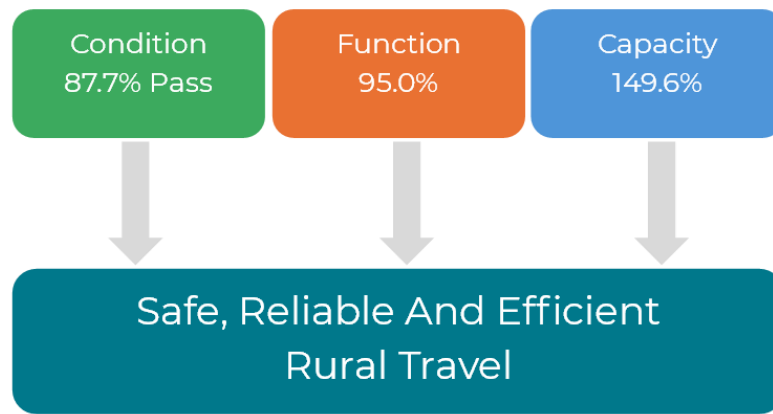 Condition
87.7% Pass
Function
95.0%
Capacity
149.6%
Safe, Reliable And Efficient
Rural Travel